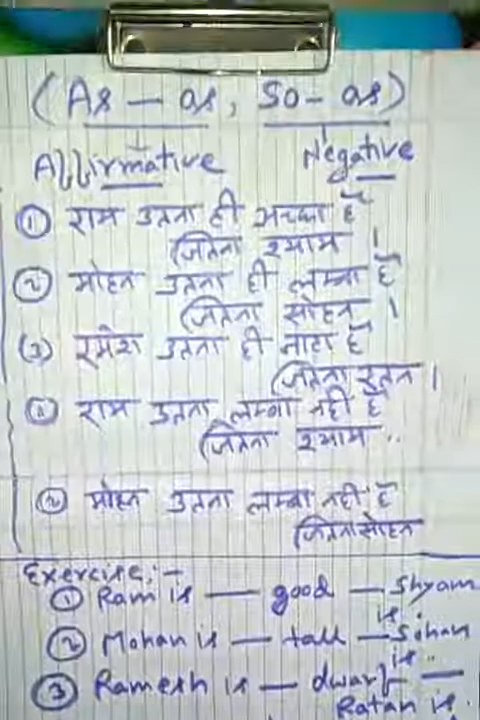 (As — as, So - as)
Affirmative Negative
① राम उतना ही अच्छा है
जितना श्याम ।
② मोहन उतना ही लम्बा है
जितना सोहन ।
(3) रमेश उतना ही नाटा है
जितना रतन ।
① राम उतना लम्बा नही है
जितना श्याम ..
② मोहन उतना लम्बा नही है
जितना सोहन
Exercise:-
① Ram is — good — Shyam is
② Mohan is — tall — Sohan is..
③ Ramesh is — dwarf —
Ratan is.